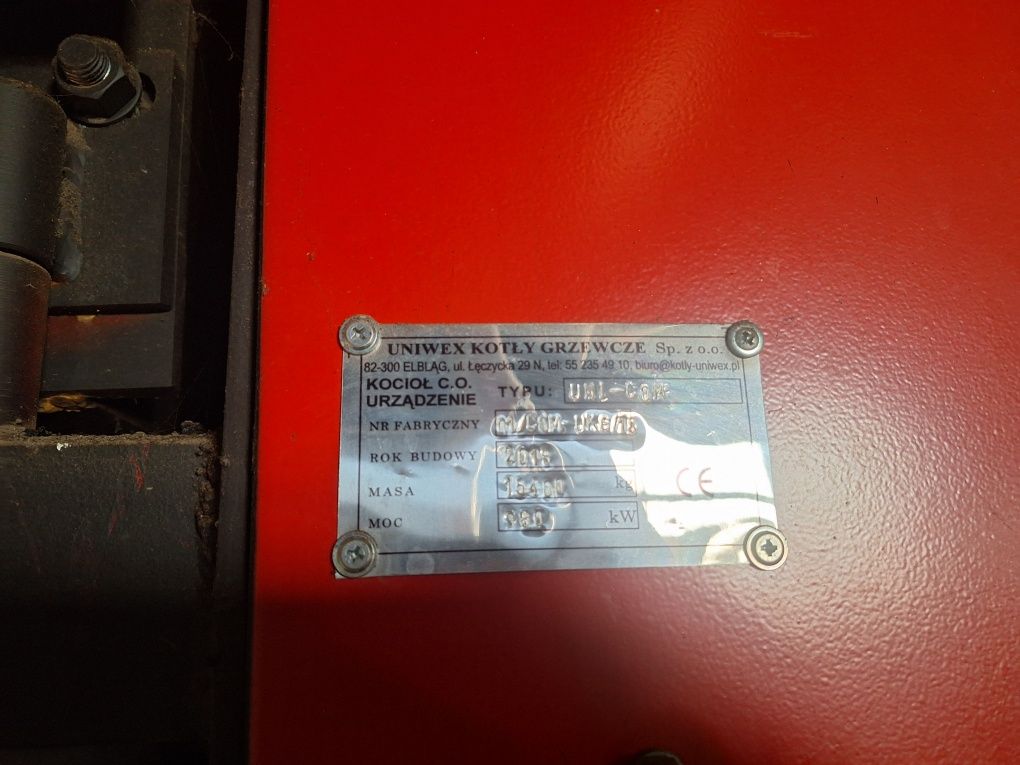 UNIWEX KOTŁY GRZEWCZE Sp. z o.o.
82-300 ELBLĄG, ul. Łęczycka 29 N, tel: 55 235 49 10, biuro@kotly-uniwex.pl
KOCIOŁ C.O.
URZĄDZENIE TYPU:
NR FABRYCZNY
ROK BUDOWY
MASA kg
MOC kW
CE